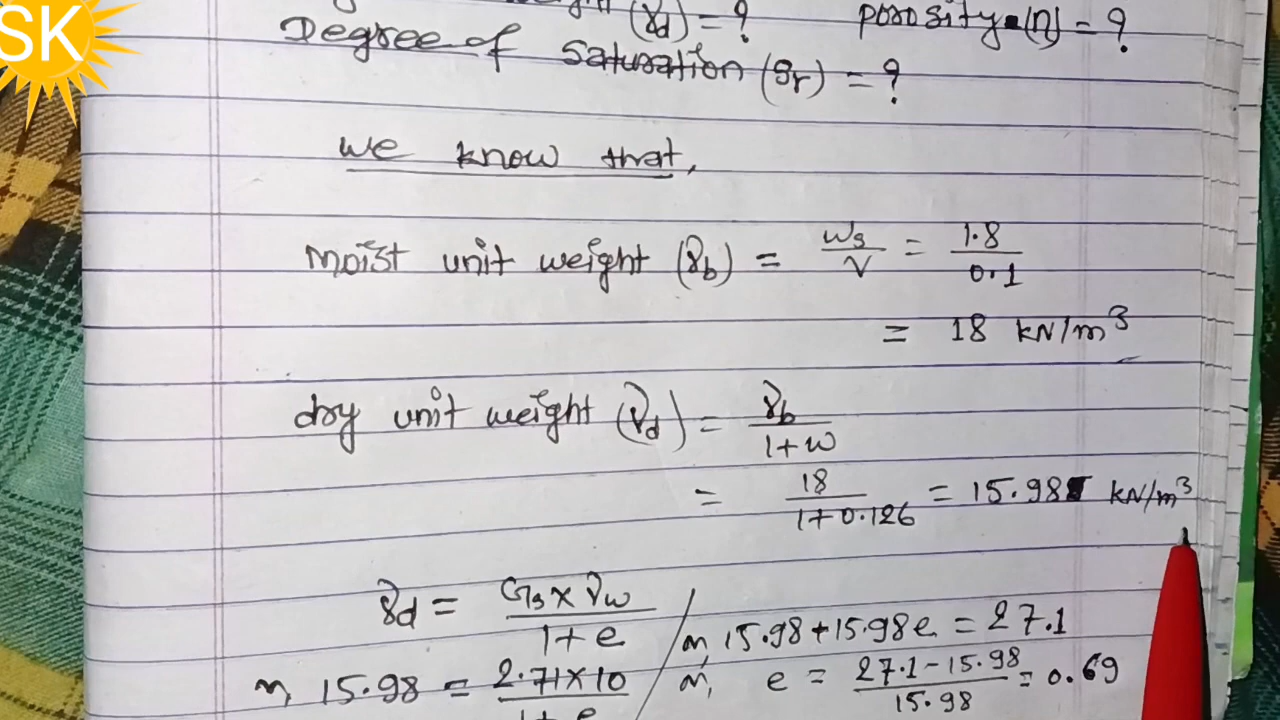 SK
(γd) = ? porosity (η) = ?
Degree of Saturation (Sr) = ?
We know that,
Moist unit weight (γb) = Ws/V = 1.8/0.1
= 18 kN/m³
dry unit weight (γd) = γb/1+w
= 18/1+0.126 = 15.98 kN/m³
γd = Gs×γw/1+e
15.98 = 2.71×10/1+e
15.98+15.98e = 27.1
e = 27.1-15.98/15.98 = 0.69